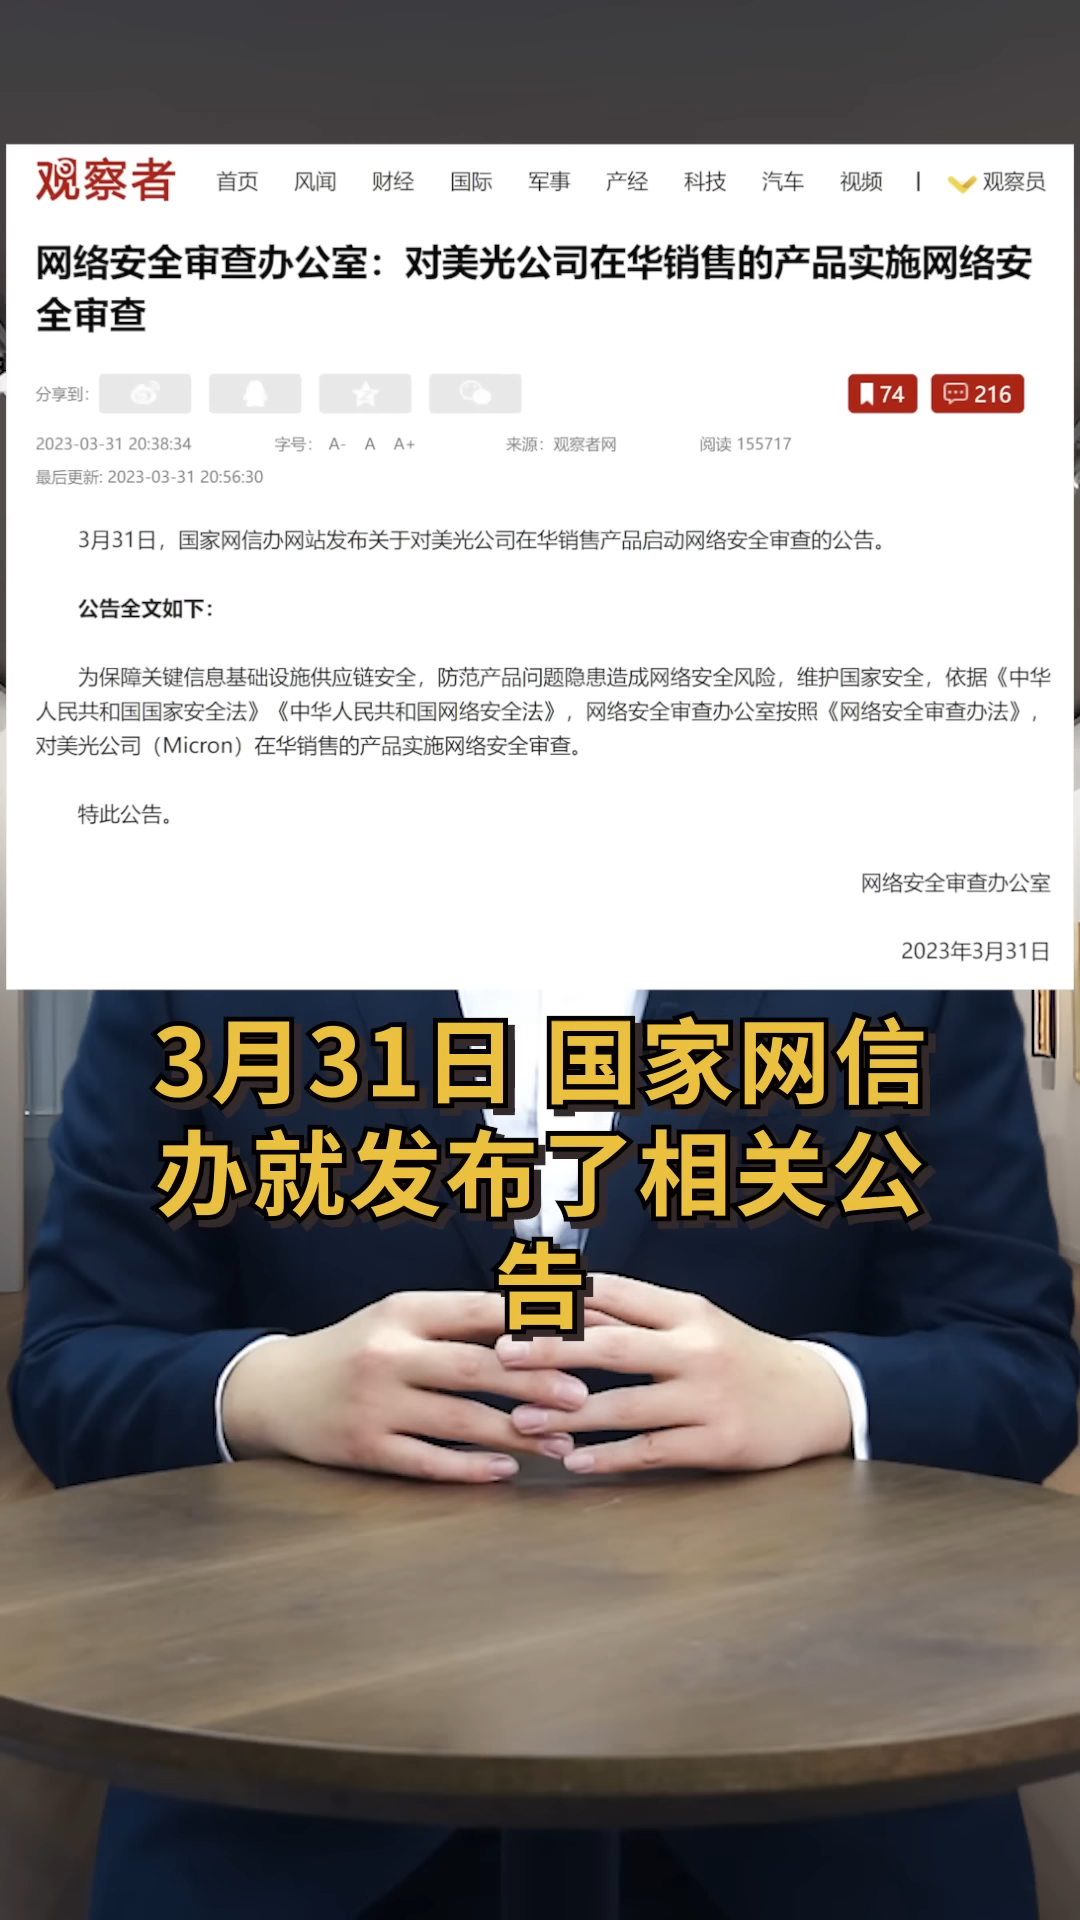 观察者 首页 风闻 财经 国际 军事 产经 科技 汽车 视频 | 观察员
网络安全审查办公室：对美光公司在华销售的产品实施网络安
全审查
分享到： 74 216
2023-03-31 20:38:34 字号： A- A A+ 来源：观察者网 阅读 155717
最后更新: 2023-03-31 20:56:30
3月31日，国家网信办网站发布关于对美光公司在华销售产品启动网络安全审查的公告。
公告全文如下：
为保障关键信息基础设施供应链安全，防范产品问题隐患造成网络安全风险，维护国家安全，依据《中华
人民共和国国家安全法》《中华人民共和国网络安全法》，网络安全审查办公室按照《网络安全审查办法》，
对美光公司（Micron）在华销售的产品实施网络安全审查。
特此公告。
网络安全审查办公室
2023年3月31日
3月31日 国家网信
办就发布了相关公
告